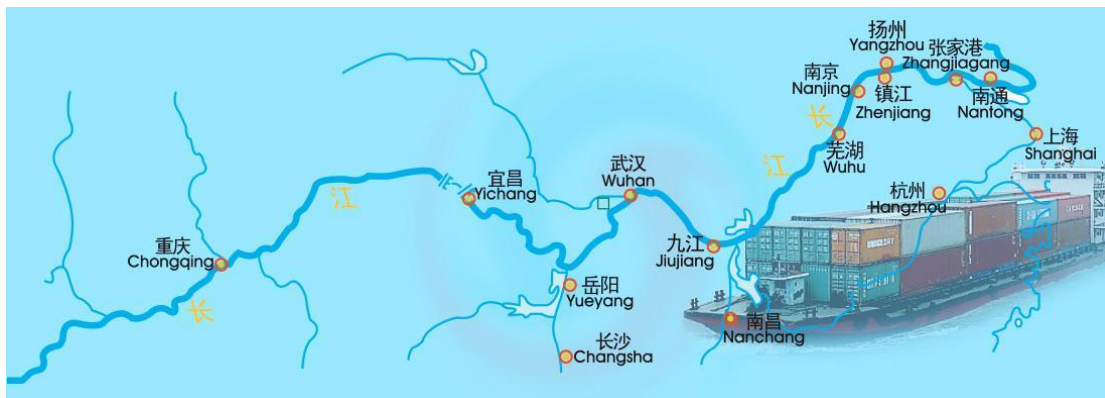 扬州
Yangzhou
张家港
Zhangjiagang
南京
Nanjing
镇江
Zhenjiang
南通
Nantong
长
芜湖
Wuhu
上海
Shanghai
江
武汉
Wuhan
宜昌
Yichang
江
杭州
Hangzhou
重庆
Chongqing
九江
Jiujiang
岳阳
Yueyang
长
南昌
Nanchang
长沙
Changsha